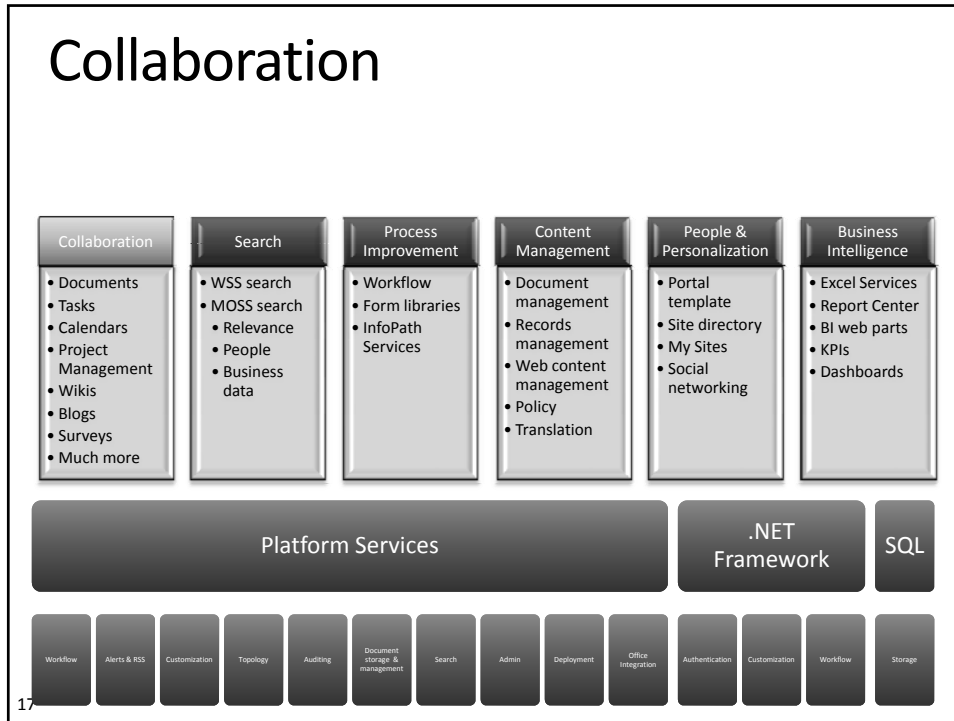 Collaboration
Collaboration
• Documents
• Tasks
• Calendars
• Project
Management
• Wikis
• Blogs
• Surveys
• Much more
Search
• WSS search
• MOSS search
• Relevance
• People
• Business
data
Process
Improvement
• Workflow
• Form libraries
• InfoPath
Services
Content
Management
• Document
management
• Records
management
• Web content
management
• Policy
• Translation
People &
Personalization
• Portal
template
• Site directory
• My Sites
• Social
networking
Business
Intelligence
• Excel Services
• Report Center
• BI web parts
• KPIs
• Dashboards
Platform Services
.NET
Framework
SQL
Workflow
Alerts & RSS
Customization
Topology
Auditing
Document
storage &
management
Search
Admin
Deployment
Office
Integration
Authentication
Customization
Workflow
Storage
17